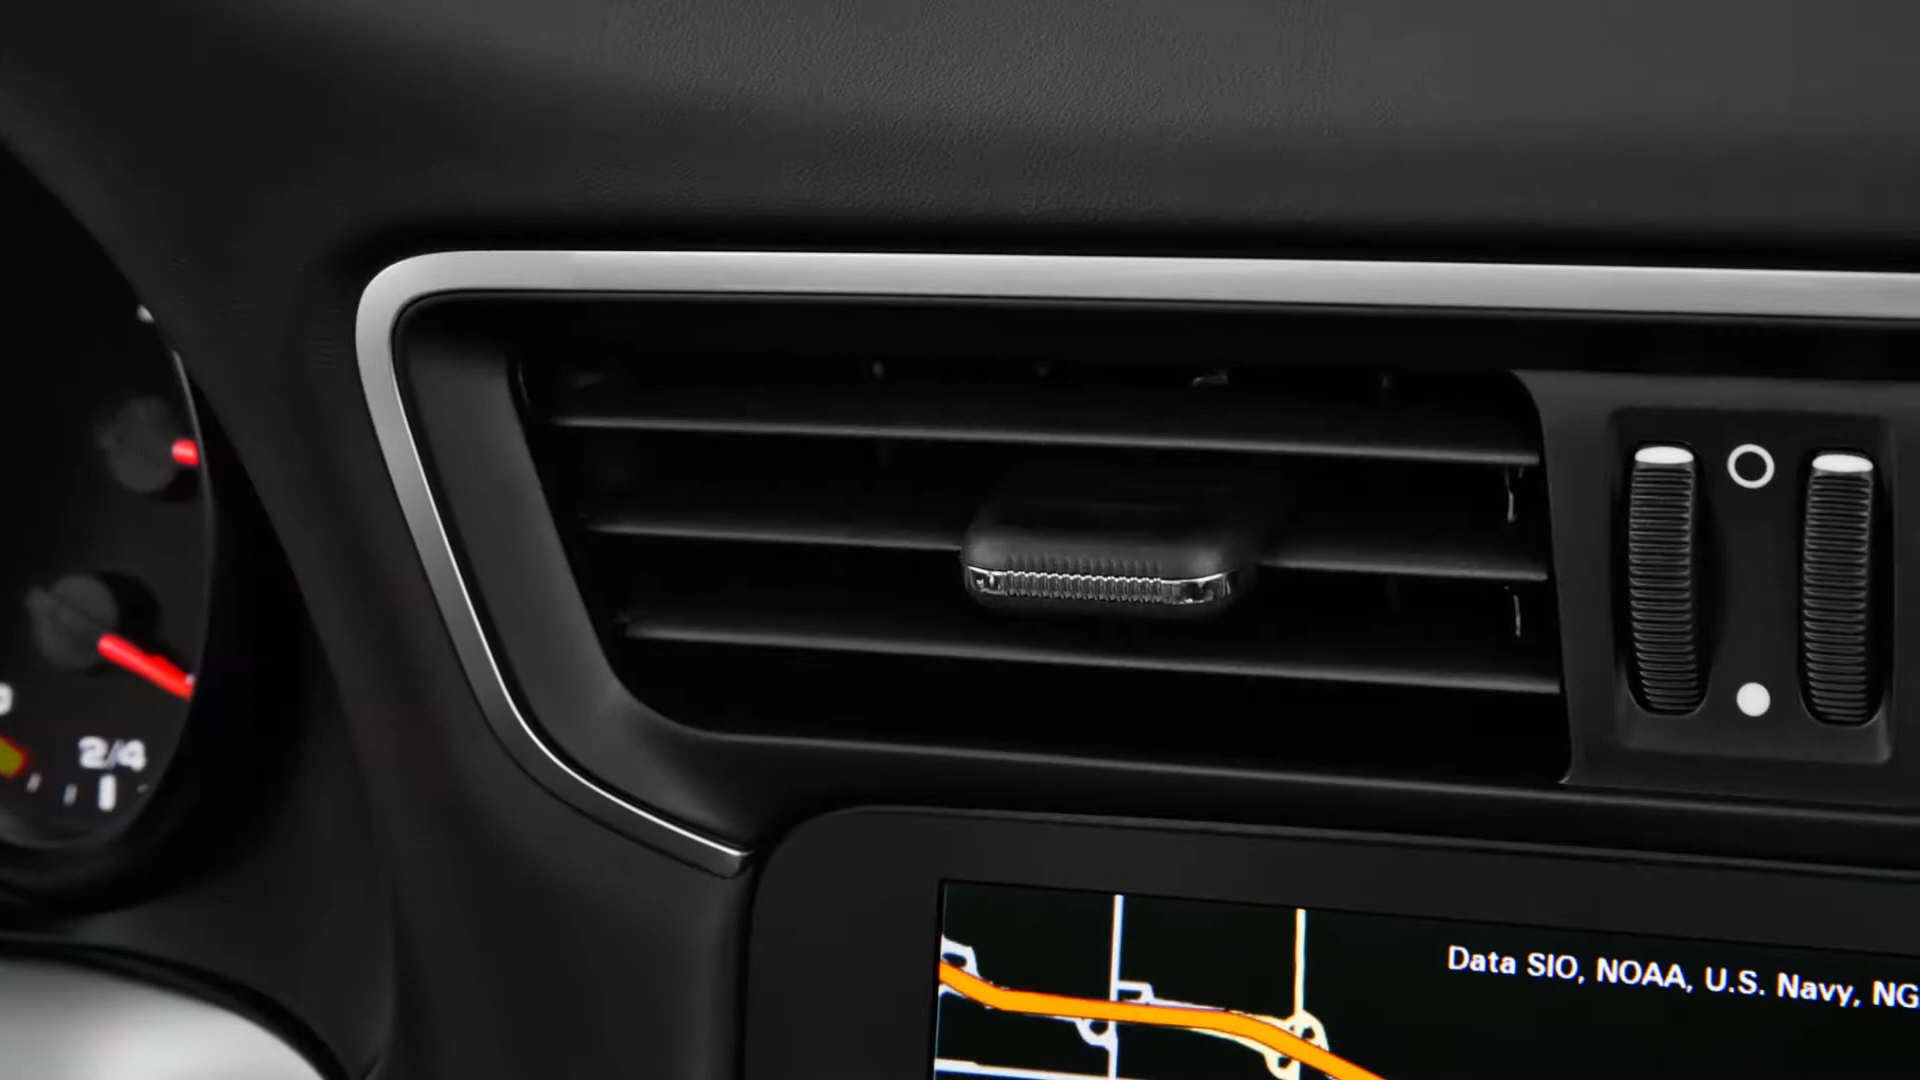 2/4
Data SIO, NOAA, U.S. Navy, NG